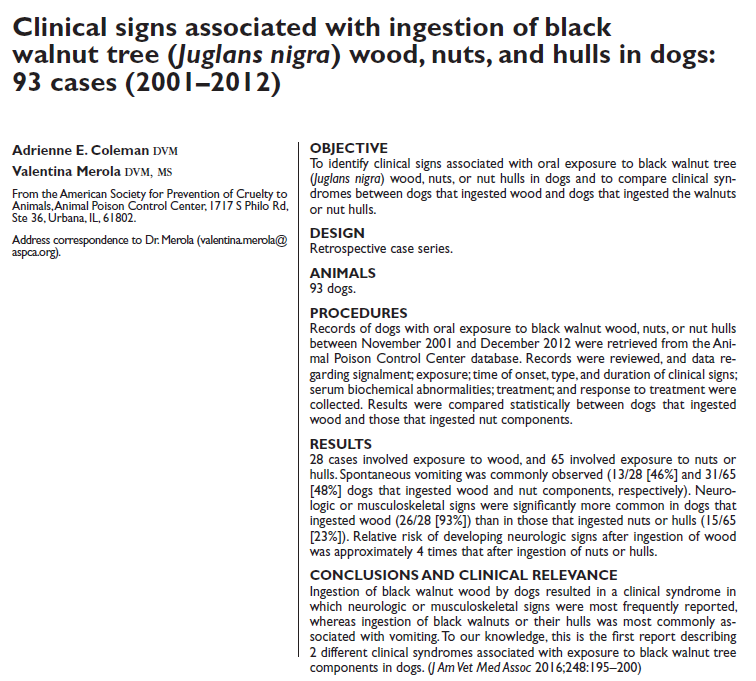 Clinical signs associated with ingestion of black
walnut tree (Juglans nigra) wood, nuts, and hulls in dogs:
93 cases (2001–2012)
Adrienne E. Coleman DVM
Valentina Merola DVM, MS
From the American Society for Prevention of Cruelty to
Animals, Animal Poison Control Center, 1717 S Philo Rd,
Ste 36, Urbana, IL, 61802.
Address correspondence to Dr. Merola (valentina.merola@
aspca.org).
OBJECTIVE
To identify clinical signs associated with oral exposure to black walnut tree
(Juglans nigra) wood, nuts, or nut hulls in dogs and to compare clinical syn-
dromes between dogs that ingested wood and dogs that ingested the walnuts
or nut hulls.
DESIGN
Retrospective case series.
ANIMALS
93 dogs.
PROCEDURES
Records of dogs with oral exposure to black walnut wood, nuts, or nut hulls
between November 2001 and December 2012 were retrieved from the Ani-
mal Poison Control Center database. Records were reviewed, and data re-
garding signalment; exposure; time of onset, type, and duration of clinical signs;
serum biochemical abnormalities; treatment; and response to treatment were
collected. Results were compared statistically between dogs that ingested
wood and those that ingested nut components.
RESULTS
28 cases involved exposure to wood, and 65 involved exposure to nuts or
hulls. Spontaneous vomiting was commonly observed (13/28 [46%] and 31/65
[48%] dogs that ingested wood and nut components, respectively). Neuro-
logic or musculoskeletal signs were significantly more common in dogs that
ingested wood (26/28 [93%]) than in those that ingested nuts or hulls (15/65
[23%]). Relative risk of developing neurologic signs after ingestion of wood
was approximately 4 times that after ingestion of nuts or hulls.
CONCLUSIONS AND CLINICAL RELEVANCE
Ingestion of black walnut wood by dogs resulted in a clinical syndrome in
which neurologic or musculoskeletal signs were most frequently reported,
whereas ingestion of black walnuts or their hulls was most commonly as-
sociated with vomiting. To our knowledge, this is the first report describing
2 different clinical syndromes associated with exposure to black walnut tree
components in dogs. (J Am Vet Med Assoc 2016;248:195–200)